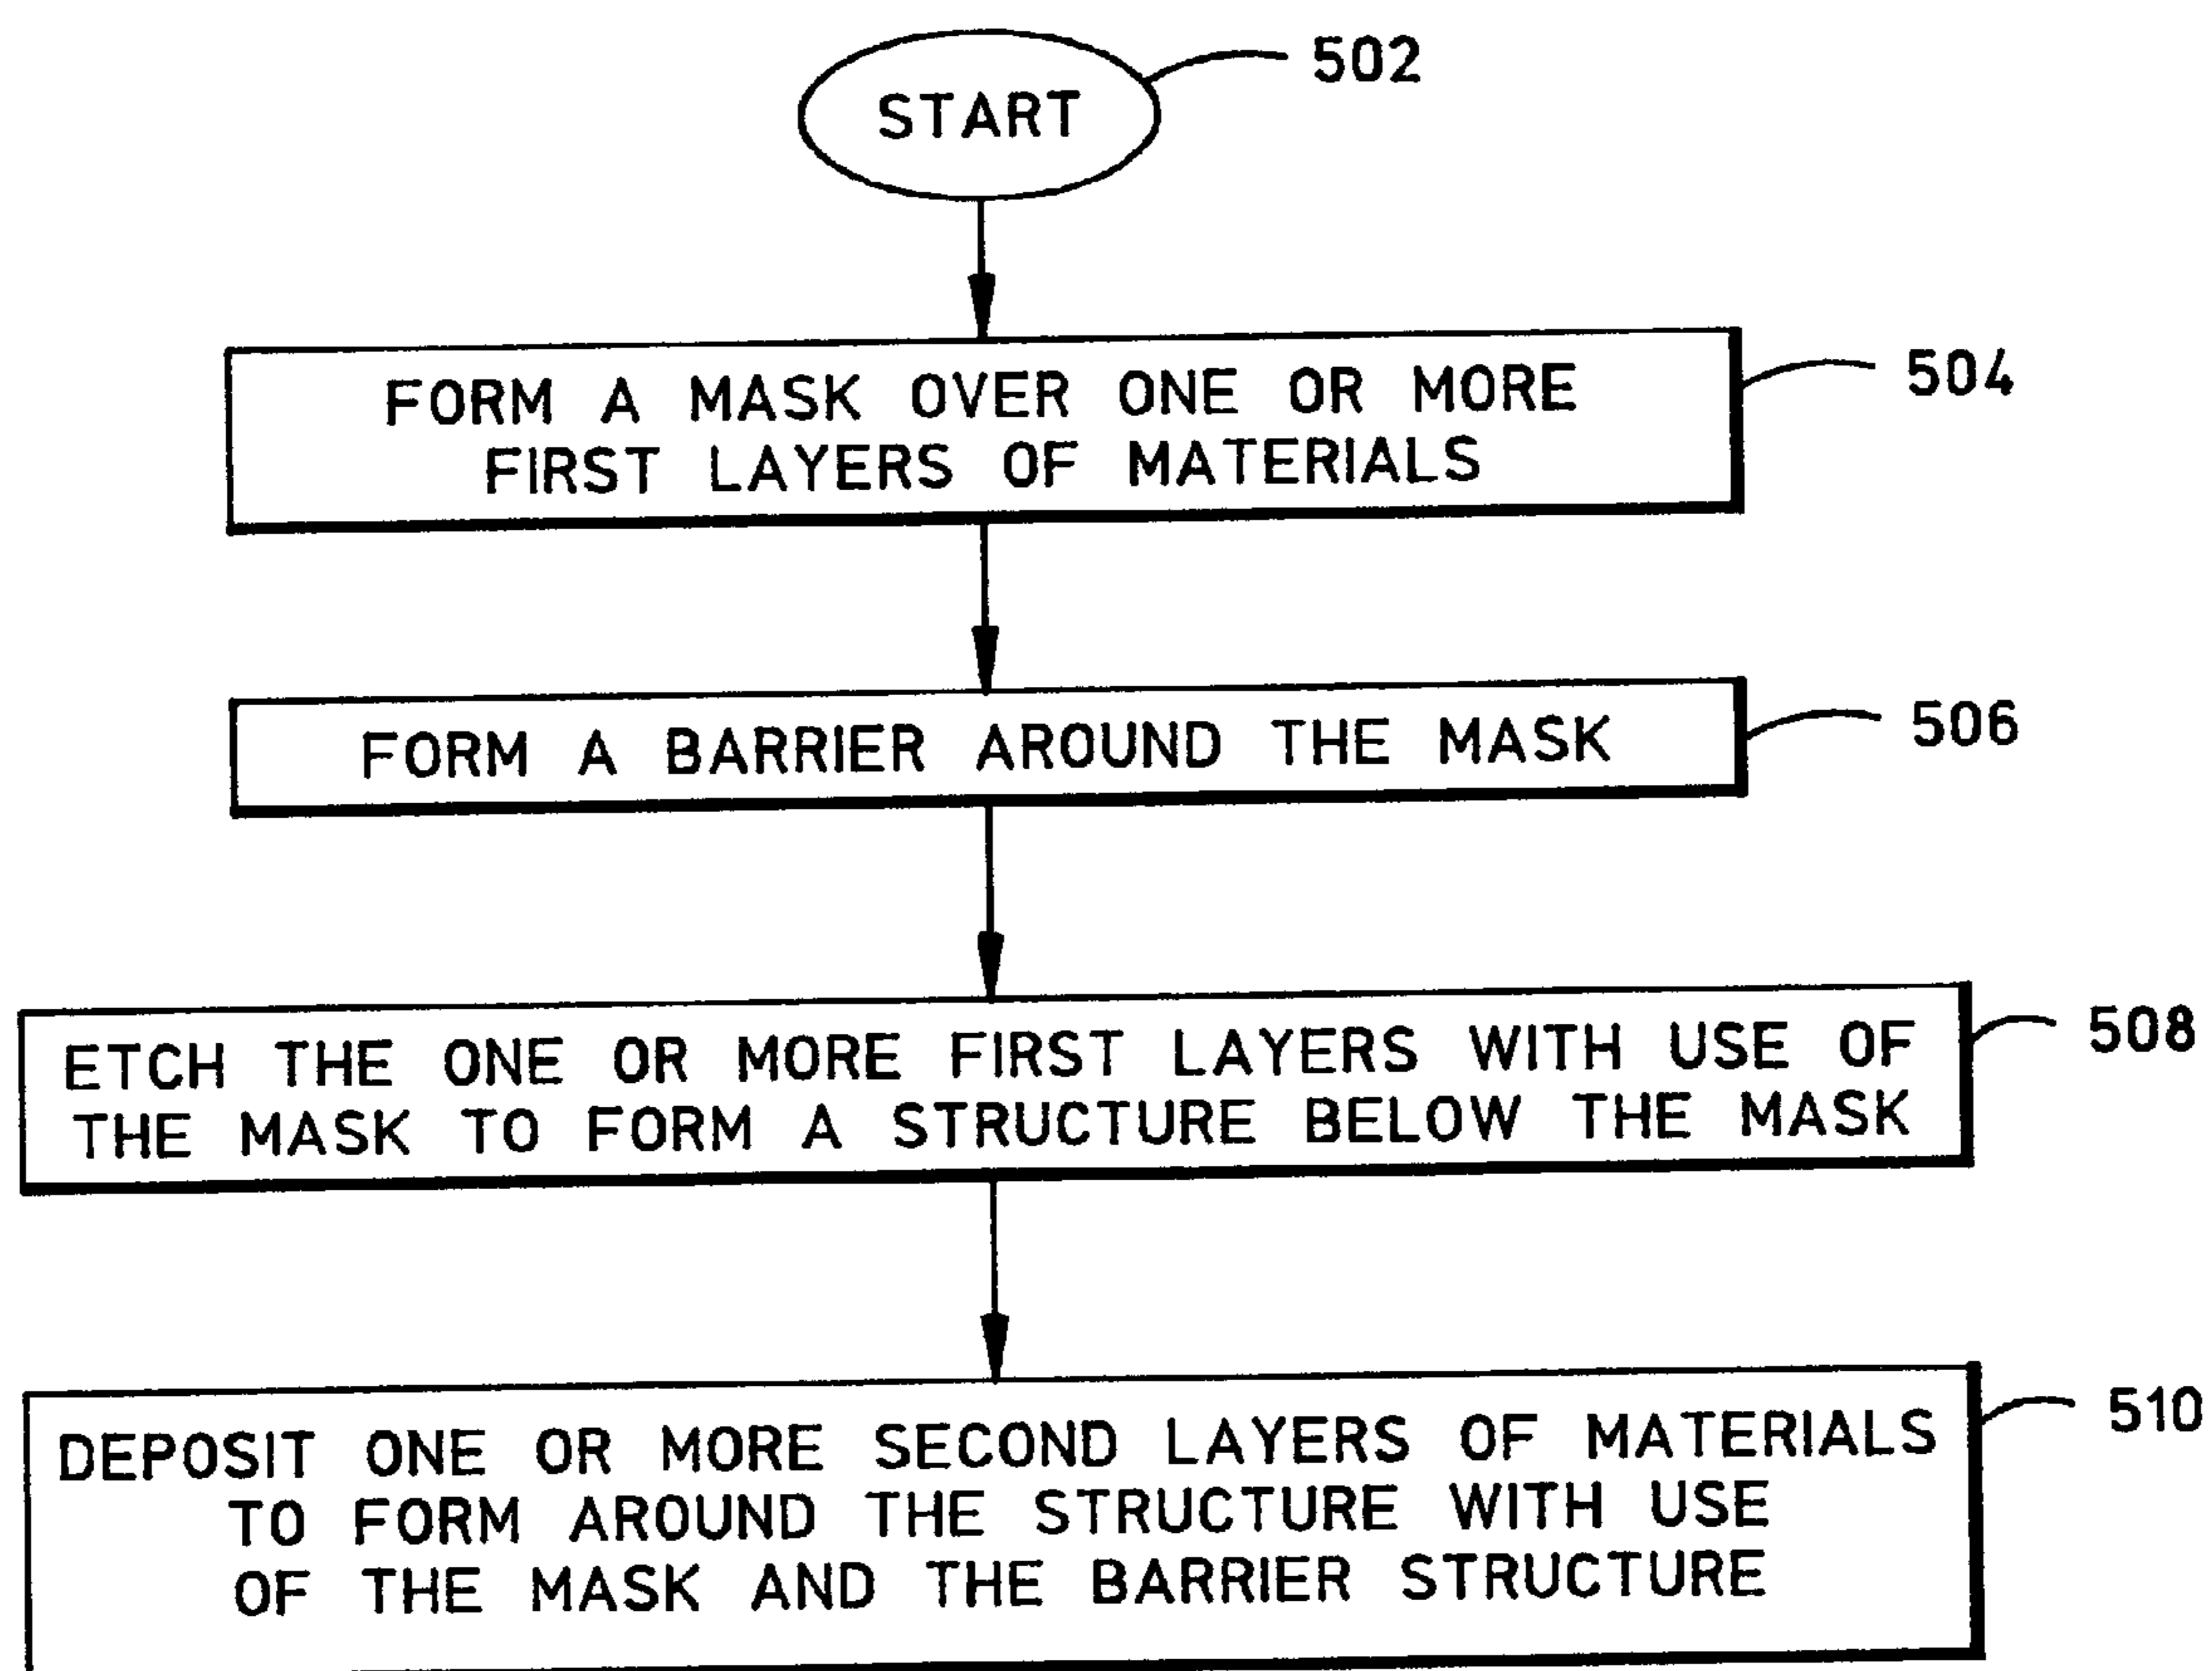 START
502
FORM A MASK OVER ONE OR MORE
FIRST LAYERS OF MATERIALS
504
FORM A BARRIER AROUND THE MASK
506
ETCH THE ONE OR MORE FIRST LAYERS WITH USE OF
THE MASK TO FORM A STRUCTURE BELOW THE MASK
508
DEPOSIT ONE OR MORE SECOND LAYERS OF MATERIALS
TO FORM AROUND THE STRUCTURE WITH USE
OF THE MASK AND THE BARRIER STRUCTURE
510